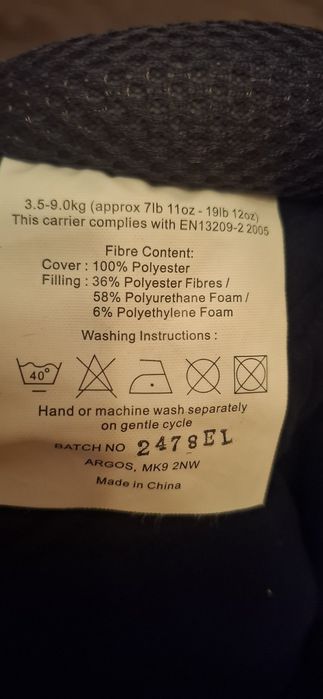 3.5-9.0kg (approx 7lb 11oz - 19lb 12oz)
This carrier complies with EN13209-2 2005
Fibre Content:
Cover : 100% Polyester
Filling : 36% Polyester Fibres /
58% Polyurethane Foam /
6% Polyethylene Foam
Washing Instructions :
40°
Hand or machine wash separately
on gentle cycle
BATCH NO 2478EL
ARGOS, MK9 2NW
Made in China